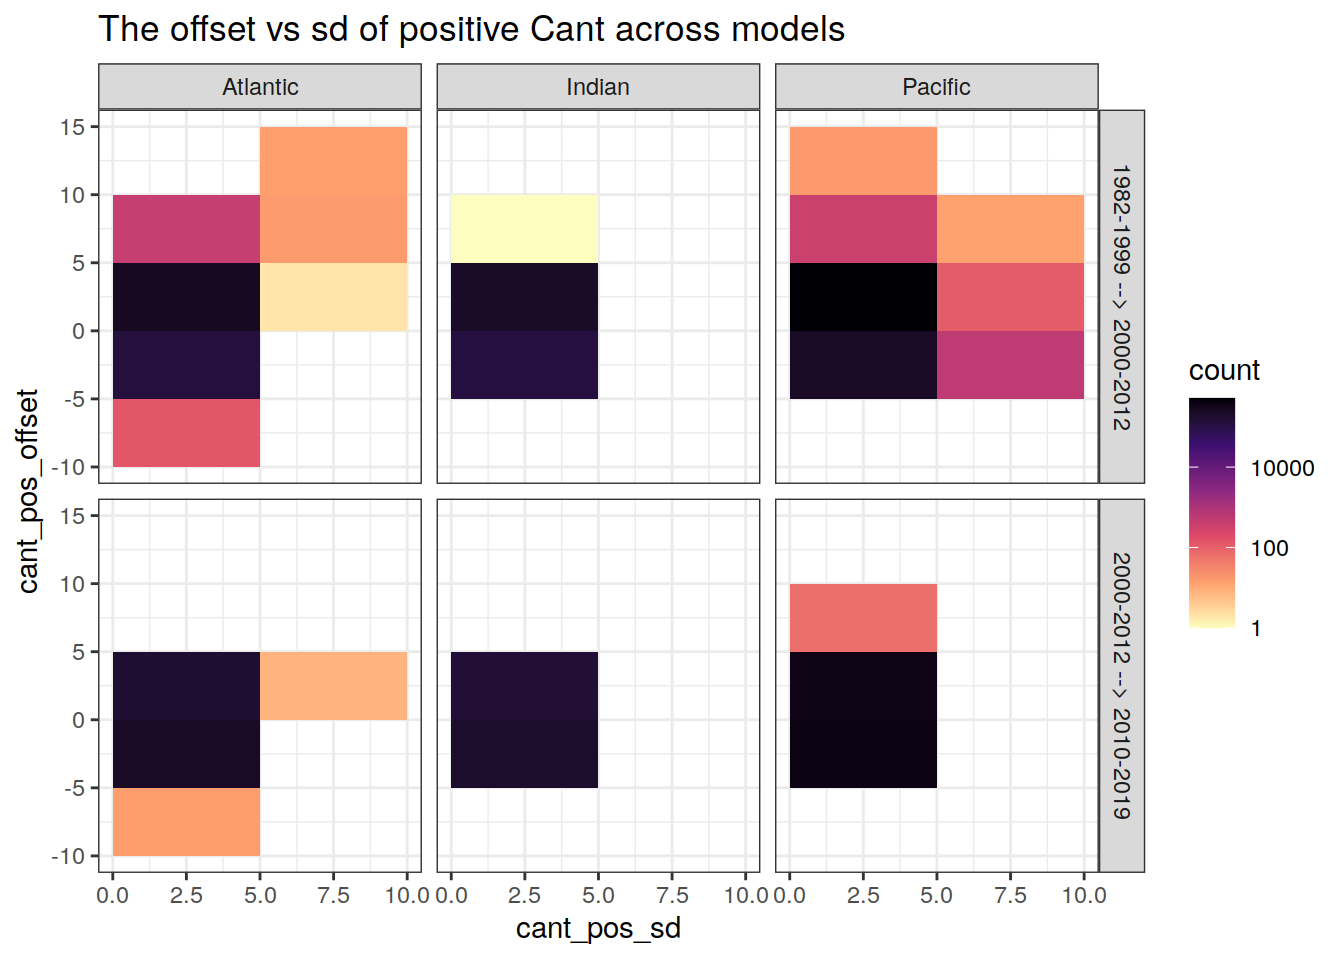 The offset vs sd of positive Cant across models
Atlantic
Indian
Pacific
15
10
5
0
-5
-10
1982-1999 --> 2000-2012
15
10
5
0
-5
-10
2000-2012 --> 2010-2019
0.0 2.5 5.0 7.5 10.0
0.0 2.5 5.0 7.5 10.0
0.0 2.5 5.0 7.5 10.0
cant_pos_sd
cant_pos_offset
count
10000
100
1